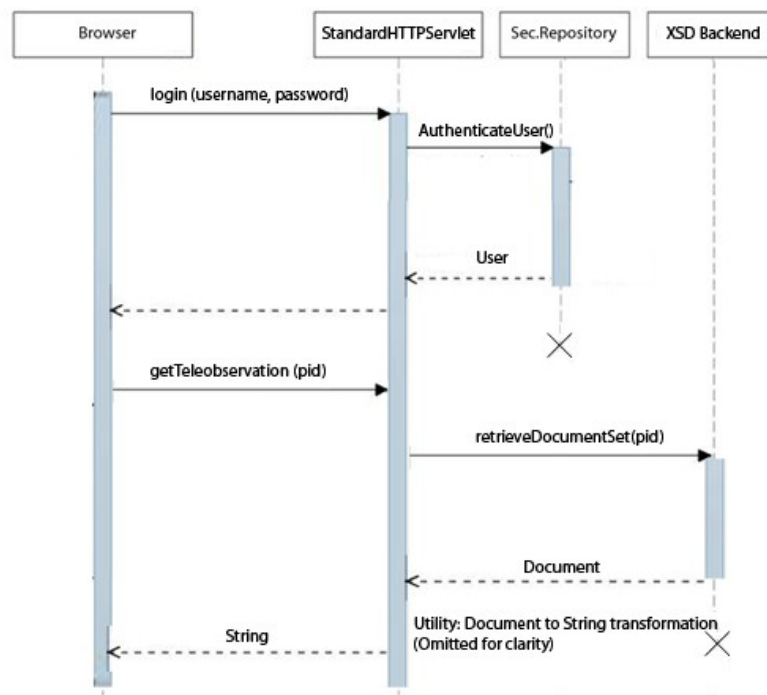 Browser
StandardHTTPServlet
Sec.Repository
XSD Backend
login (username, password)
AuthenticateUser()
User
getTeleobservation (pid)
retrieveDocumentSet(pid)
Document
Utility: Document to String transformation
(Omitted for clarity)
String